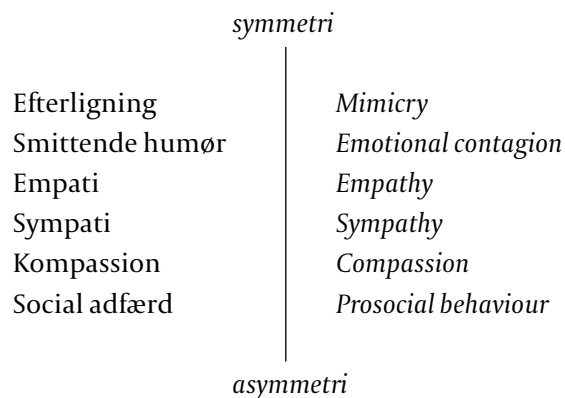 symmetri
Efterligning Mimicry
Smittende humør Emotional contagion
Empati Empathy
Sympati Sympathy
Kompassion Compassion
Social adfærd Prosocial behaviour
asymmetri